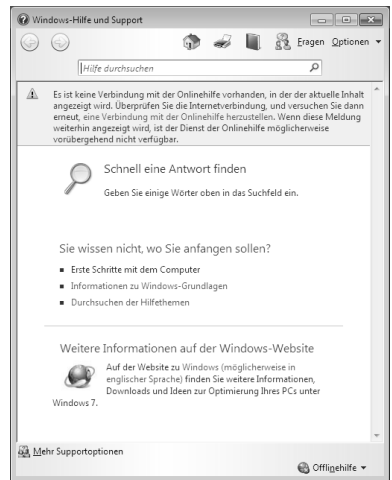 Windows-Hilfe und Support
Fragen Optionen
Hilfe durchsuchen
Es ist keine Verbindung mit der Onlinehilfe vorhanden, in der der aktuelle Inhalt
angezeigt wird. Überprüfen Sie die Internetverbindung, und versuchen Sie dann
erneut, eine Verbindung mit der Onlinehilfe herzustellen. Wenn diese Meldung
weiterhin angezeigt wird, ist der Dienst der Onlinehilfe möglicherweise
vorübergehend nicht verfügbar.
Schnell eine Antwort finden
Geben Sie einige Wörter oben in das Suchfeld ein.
Sie wissen nicht, wo Sie anfangen sollen?
Erste Schritte mit dem Computer
Informationen zu Windows-Grundlagen
Durchsuchen der Hilfethemen
Weitere Informationen auf der Windows-Website
Auf der Website zu Windows (möglicherweise in
englischer Sprache) finden Sie weitere Informationen,
Downloads und Ideen zur Optimierung Ihres PCs unter
Windows 7.
Mehr Supportoptionen
Offlinehilfe